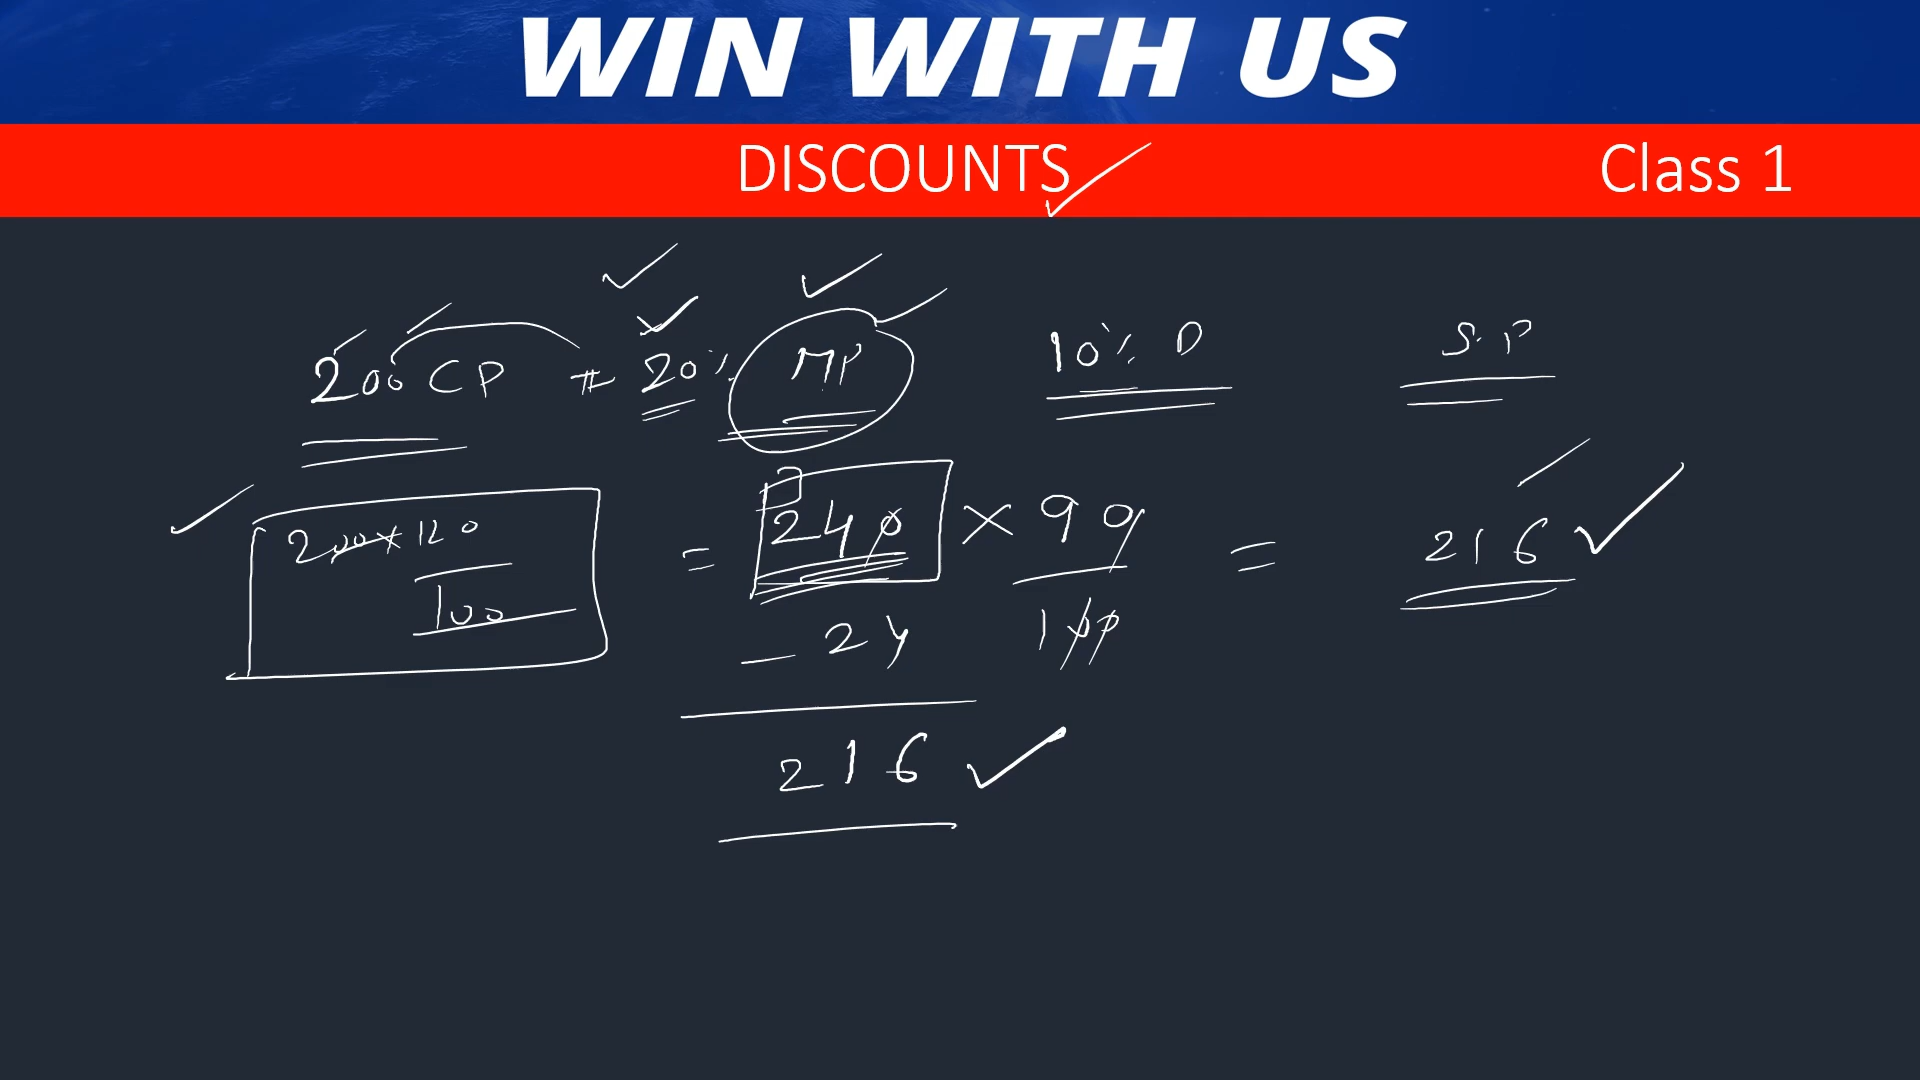 WIN WITH US
DISCOUNTS
Class 1
200 CP 20% MP 10% D S.P
200 x 120
100
= 240 x 90
100
= 216
- 24
216